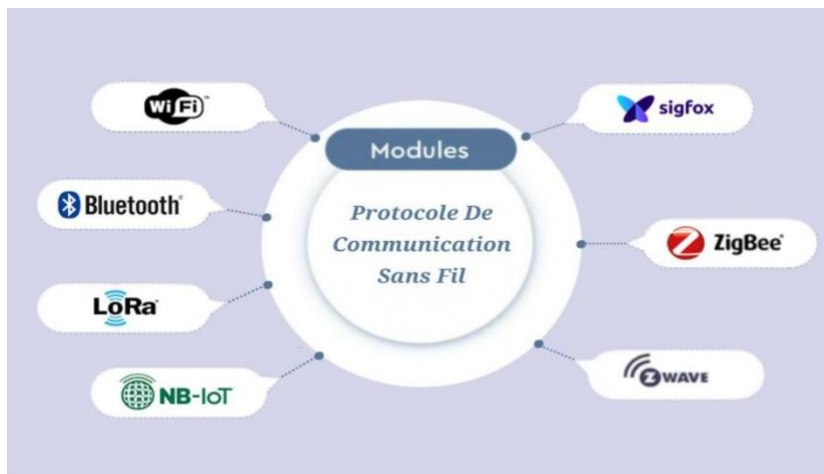 WiFi
sigfox
Modules
Protocole De
Communication
Sans Fil
Bluetooth
ZigBee
LoRa
NB-IoT
Z WAVE